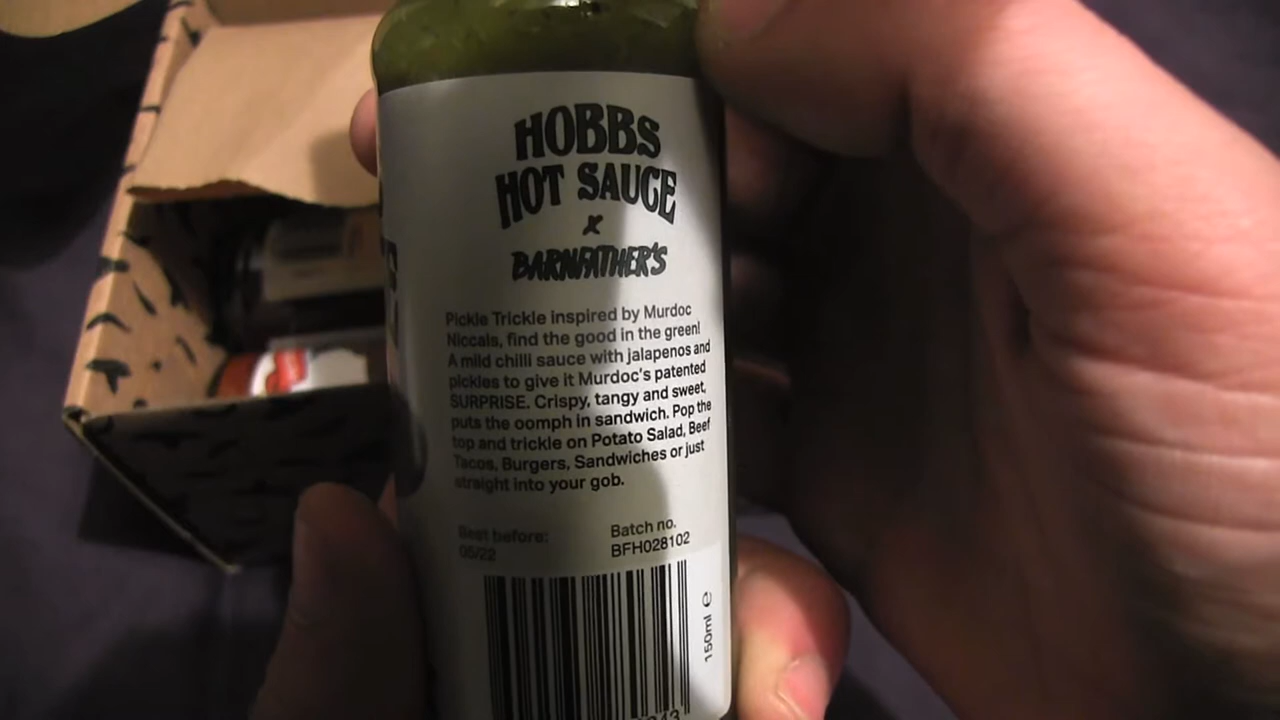 HOBBS
HOT SAUCE
X
BARNFATHER'S
Pickle Trickle inspired by Murdoc
Niccals, find the good in the green!
A mild chilli sauce with jalapenos and
pickles to give it Murdoc's patented
SURPRISE. Crispy, tangy and sweet,
puts the oomph in sandwich. Pop the
top and trickle on Potato Salad, Beef
Tacos, Burgers, Sandwiches or just
straight into your gob.
Best before:
05/22
Batch no.
BFH028102
150ml e